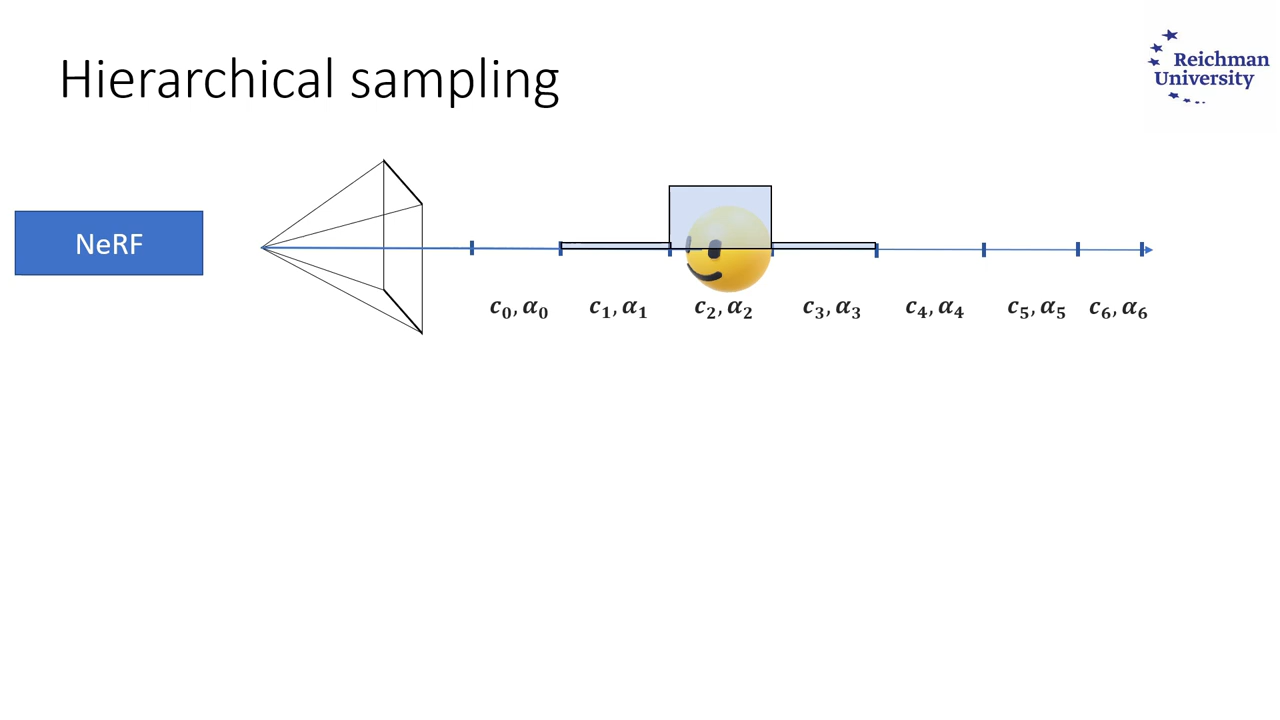 Hierarchical sampling
Reichman
University
NeRF
c₀, α₀ c₁, α₁ c₂, α₂ c₃, α₃ c₄, α₄ c₅, α₅ c₆, α₆